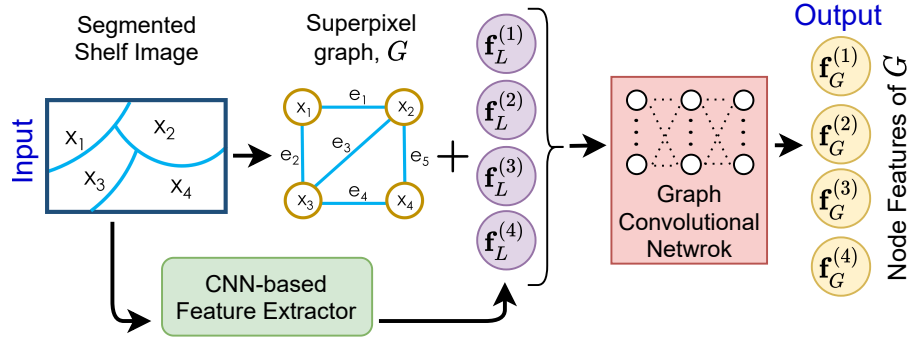 Segmented
Shelf Image
Superpixel
graph, G
Output
Input
x1
x2
x3
x4
x1
x2
x3
x4
e1
e2
e3
e4
e5
+
f_L^(1)
f_L^(2)
f_L^(3)
f_L^(4)
Graph
Convolutional
Netwrok
f_G^(1)
f_G^(2)
f_G^(3)
f_G^(4)
Node Features of G
CNN-based
Feature Extractor